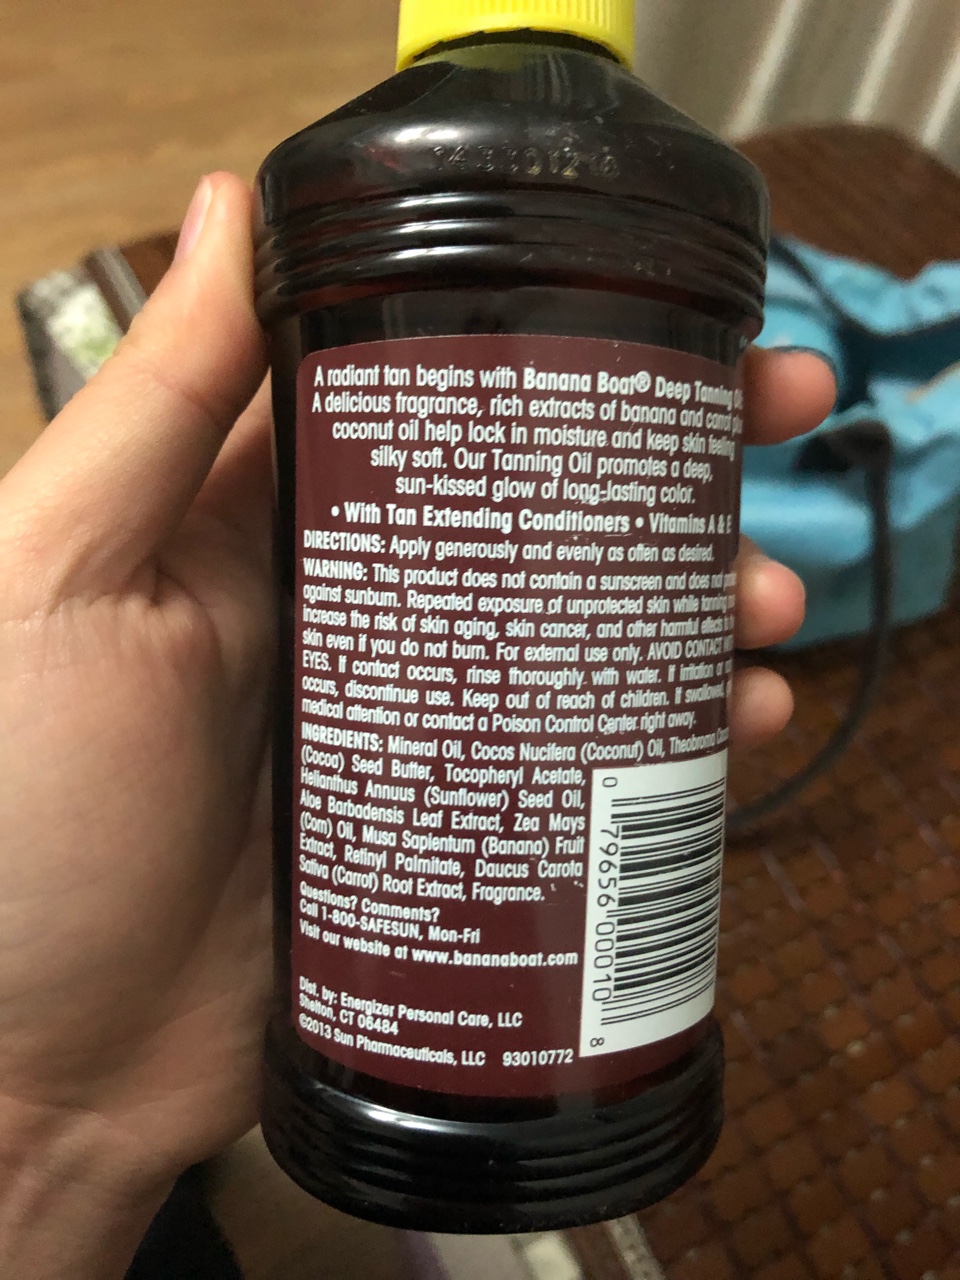 A radiant tan begins with Banana Boat® Deep Tanning
A delicious fragrance, rich extracts of banana and carrot
coconut oil help lock in moisture and keep skin feeling
silky soft. Our Tanning Oil promotes a deep,
sun-kissed glow of long-lasting color.
• With Tan Extending Conditioners • Vitamins A & E
DIRECTIONS: Apply generously and evenly as often as desired.
WARNING: This product does not contain a sunscreen and does not
against sunburn. Repeated exposure of unprotected skin while tanning
increase the risk of skin aging, skin cancer, and other harmful effects
skin even if you do not burn. For external use only. AVOID CONTACT
EYES. If contact occurs, rinse thoroughly with water. If irritation or
occurs, discontinue use. Keep out of reach of children. If swallowed,
medical attention or contact a Poison Control Center right away.
INGREDIENTS: Mineral Oil, Cocos Nucifera (Coconut) Oil, Theobroma
(Cocoa) Seed Butter, Tocopheryl Acetate,
Helianthus Annuus (Sunflower) Seed Oil,
Aloe Barbadensis Leaf Extract, Zea Mays
(Corn) Oil, Musa Sapientum (Banana) Fruit
Extract, Retinyl Palmitate, Daucus Carota
Sativa (Carrot) Root Extract, Fragrance.
Questions? Comments?
Call 1-800-SAFESUN, Mon-Fri
Visit our website at www.bananaboat.com
Dist. by: Energizer Personal Care, LLC
Shelton, CT 06484
©2013 Sun Pharmaceuticals, LLC 93010772
0 79656 00010 8